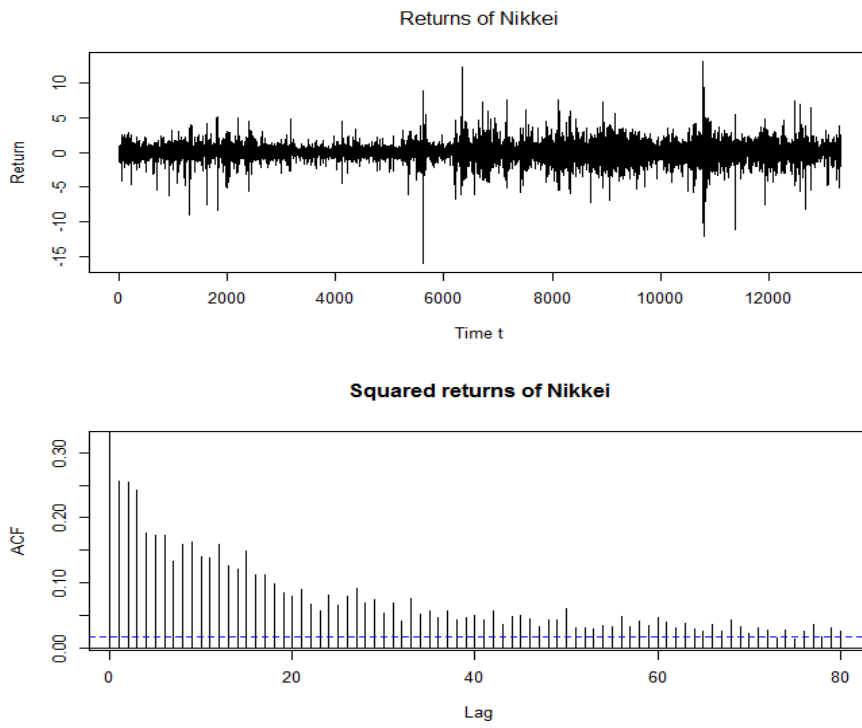 Returns of Nikkei
Return
10
5
0
-5
-10
-15
0 2000 4000 6000 8000 10000 12000
Time t
Squared returns of Nikkei
ACF
0.30
0.20
0.10
0.00
0 20 40 60 80
Lag